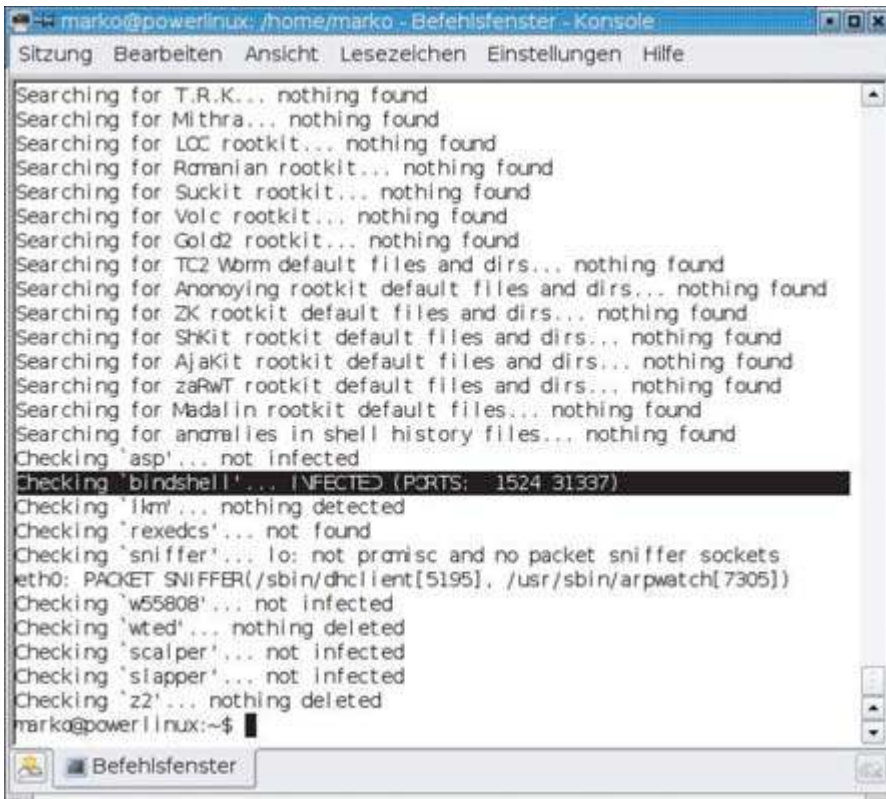 marko@powerlinux: /home/marko - Befehlsfenster - Konsole
Sitzung Bearbeiten Ansicht Lesezeichen Einstellungen Hilfe
Searching for T.R.K... nothing found
Searching for Mithra... nothing found
Searching for LOC rootkit... nothing found
Searching for Romanian rootkit... nothing found
Searching for Suckit rootkit... nothing found
Searching for Volc rootkit... nothing found
Searching for Gold2 rootkit... nothing found
Searching for TC2 Worm default files and dirs... nothing found
Searching for Anonoying rootkit default files and dirs... nothing found
Searching for ZK rootkit default files and dirs... nothing found
Searching for ShKit rootkit default files and dirs... nothing found
Searching for AjaKit rootkit default files and dirs... nothing found
Searching for zaRwT rootkit default files and dirs... nothing found
Searching for Madalin rootkit default files... nothing found
Searching for anomalies in shell history files... nothing found
Checking `asp'... not infected
Checking `bindshell'... INFECTED (PORTS:  1524 31337)
Checking `lkm'... nothing detected
Checking `rexedcs'... not found
Checking `sniffer'... lo: not promisc and no packet sniffer sockets
eth0: PACKET SNIFFER(/sbin/dhclient[5195], /usr/sbin/arpwatch[7305])
Checking `w55808'... not infected
Checking `wted'... nothing deleted
Checking `scalper'... not infected
Checking `slapper'... not infected
Checking `z2'... nothing deleted
marko@powerlinux:~$
Befehlsfenster